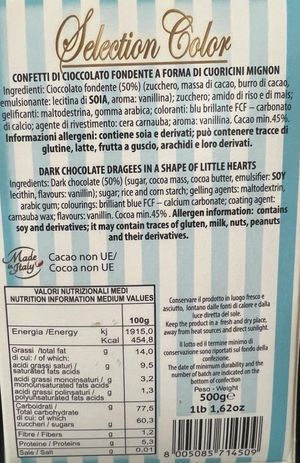 Selection Color
CONFETTI DI CIOCCOLATO FONDENTE A FORMA DI CUORICINI MIGNON
Ingredienti: Cioccolato fondente (50%) (zucchero, massa di cacao, burro di cacao,
emulsionante: lecitina di SOIA, aroma: vanillina); zucchero; amido di riso e di mais;
gelificanti: maltodestrina, gomma arabica; coloranti: blu brillante FCF – carbonato
di calcio; agente di rivestimento: cera carnauba; aroma: vanillina. Cacao min.45%.
Informazioni allergeni: contiene soia e derivati; può contenere tracce di
glutine, latte, frutta a guscio, arachidi e loro derivati.
DARK CHOCOLATE DRAGEES IN A SHAPE OF LITTLE HEARTS
Ingredients: Dark chocolate (50%) (sugar, cocoa mass, cocoa butter, emulsifier: SOY
lecithin, flavours: vanillin); sugar; rice and corn starch; gelling agents: maltodextrin,
arabic gum; colourings: brilliant blue FCF – calcium carbonate; coating agent:
carnauba wax; flavours: vanillin. Cocoa min.45% . Allergen information: contains
soy and derivatives; it may contain traces of gluten, milk, nuts, peanuts
and their derivatives.
Made in Italy
Cacao non UE/
Cocoa non UE
VALORI NUTRIZIONALI MEDI
NUTRITION INFORMATION MEDIUM VALUES
100g
Energia /Energy kj 1915,0
Kcal 454,8
Grassi /total fat 14,0
di cui: / of which:
acidi grassi saturi / 9,5
saturated fats acids
acidi grassi monoinsaturi / g 3,2
monounsaturated fats acids
acidi grassi polinsaturi / g 1,3
polyunsaturated fats acids
Carboidrati / 77,5
Total carbohydrate
di cui / of which
zuccheri / sugars 60,3
Fibre / Fibers g 1,2
Proteine / Proteins g 5,3
Sale / Salt g 0,01
Conservare il prodotto in luogo fresco e
asciutto, lontano dalle fonti di calore e dalla
luce diretta del sole.
Keep the product in a fresh and dry place,
away from heat sources and direct sunlight.
Il lotto ed il termine minimo di
conservazione sono riportati sul fondo della
confezione.
The date of minimum durability and the
number of batch are indicated on the
bottom of confection
Peso - Weight
500g e
1lb 1,62oz
8 005085 714509